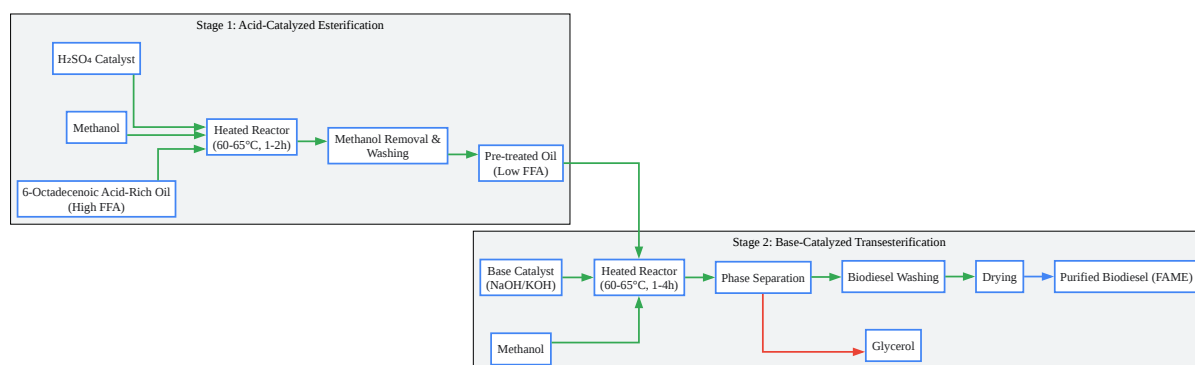 Stage 1: Acid-Catalyzed Esterification
H₂SO₄ Catalyst
Methanol
6-Octadecenoic Acid-Rich Oil
(High FFA)
Heated Reactor
(60-65°C, 1-2h)
Methanol Removal &
Washing
Pre-treated Oil
(Low FFA)
Stage 2: Base-Catalyzed Transesterification
Base Catalyst
(NaOH/KOH)
Methanol
Heated Reactor
(60-65°C, 1-4h)
Phase Separation
Biodiesel Washing
Drying
Purified Biodiesel (FAME)
Glycerol